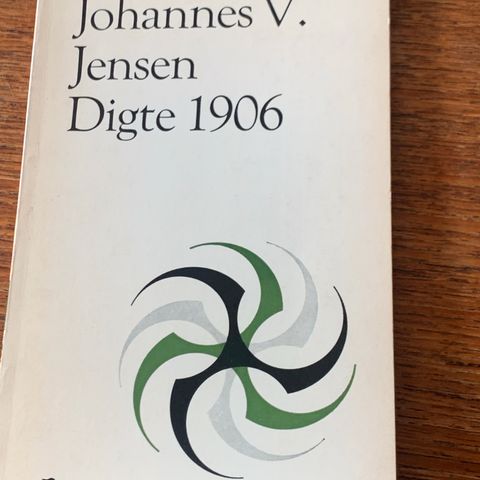 Johannes V.
Jensen
Digte 1906